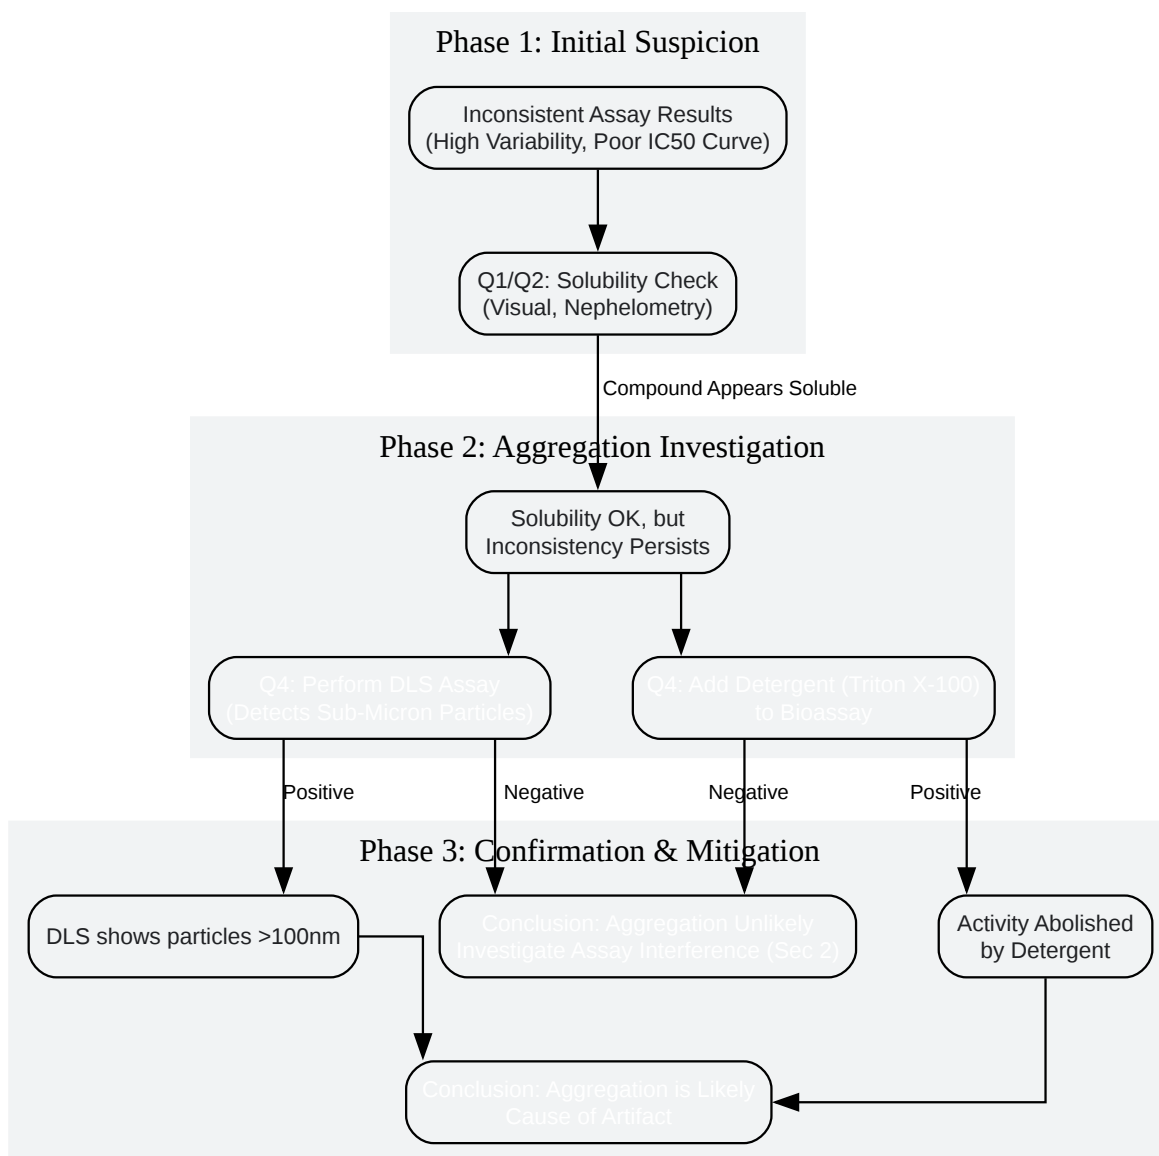 Phase 1: Initial Suspicion
Inconsistent Assay Results
(High Variability, Poor IC50 Curve)
Q1/Q2: Solubility Check
(Visual, Nephelometry)
Compound Appears Soluble
Phase 2: Aggregation Investigation
Solubility OK, but
Inconsistency Persists
Q4: Perform DLS Assay
(Detects Sub-Micron Particles)
Q4: Add Detergent (Triton X-100)
to Bioassay
Positive
Negative
Negative
Positive
Phase 3: Confirmation & Mitigation
DLS shows particles >100nm
Conclusion: Aggregation Unlikely
Investigate Assay Interference (Sec 2)
Activity Abolished
by Detergent
Conclusion: Aggregation is Likely
Cause of Artifact